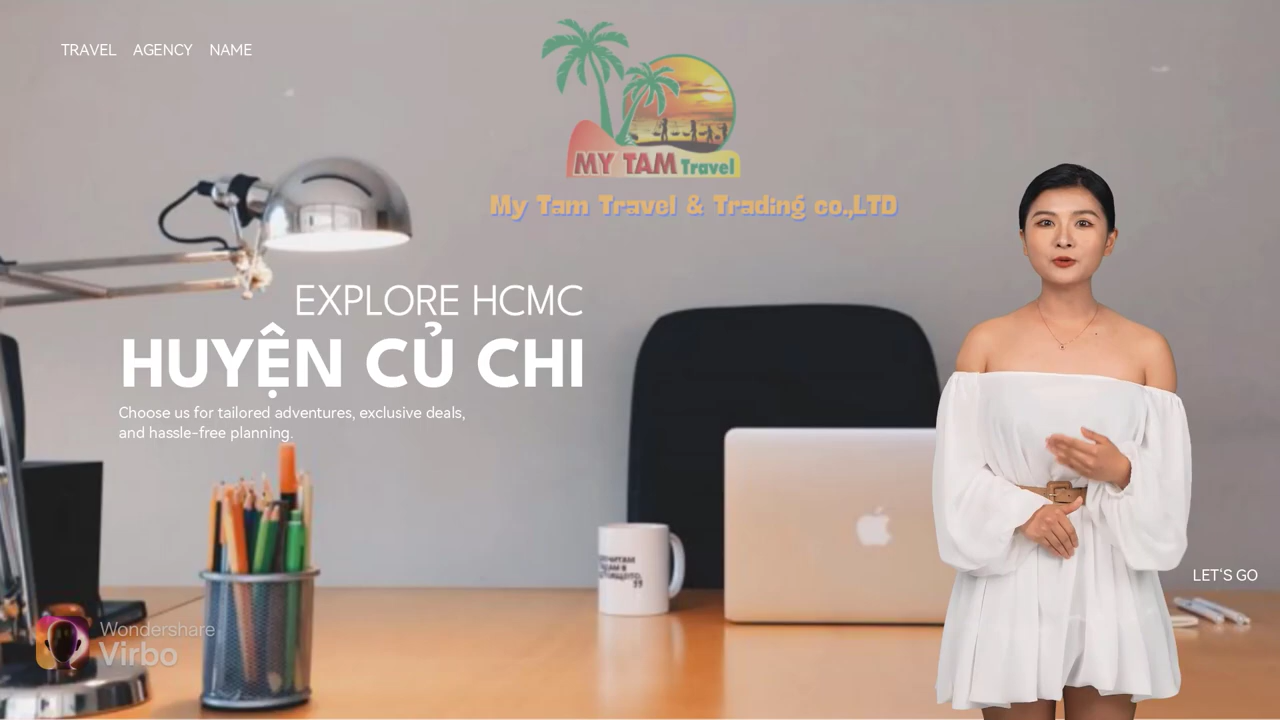 TRAVEL AGENCY NAME
MY TAM Travel
My Tam Travel & Trading co.,LTD
EXPLORE HCMC
HUYỆN CỦ CHI
Choose us for tailored adventures, exclusive deals,
and hassle-free planning.
LET'S GO
Wondershare
Virbo